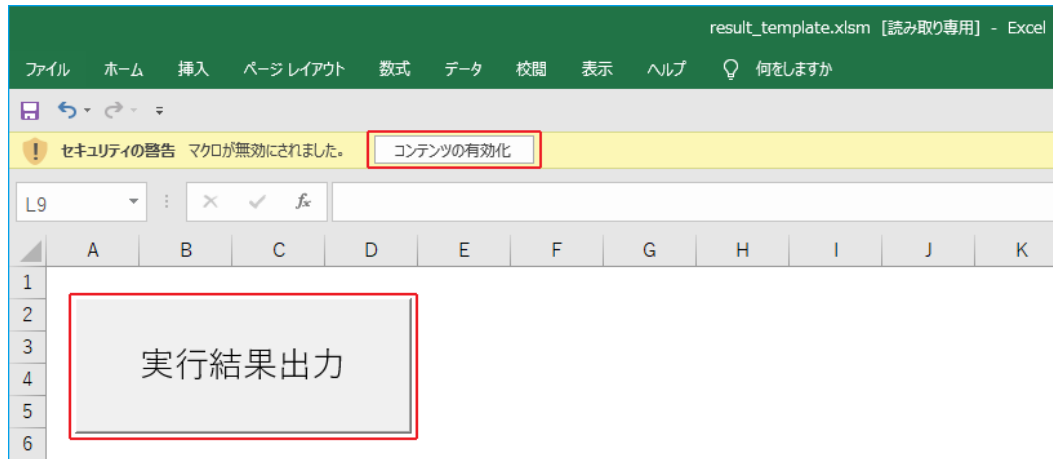 result_template.xlsm [読み取り専用] - Excel
ファイル ホーム 挿入 ページ レイアウト 数式 データ 校閲 表示 ヘルプ 何をしますか
セキュリティの警告 マクロが無効にされました。 コンテンツの有効化
L9 fx
A B C D E F G H I J K
1
2
3
実行結果出力
4
5
6